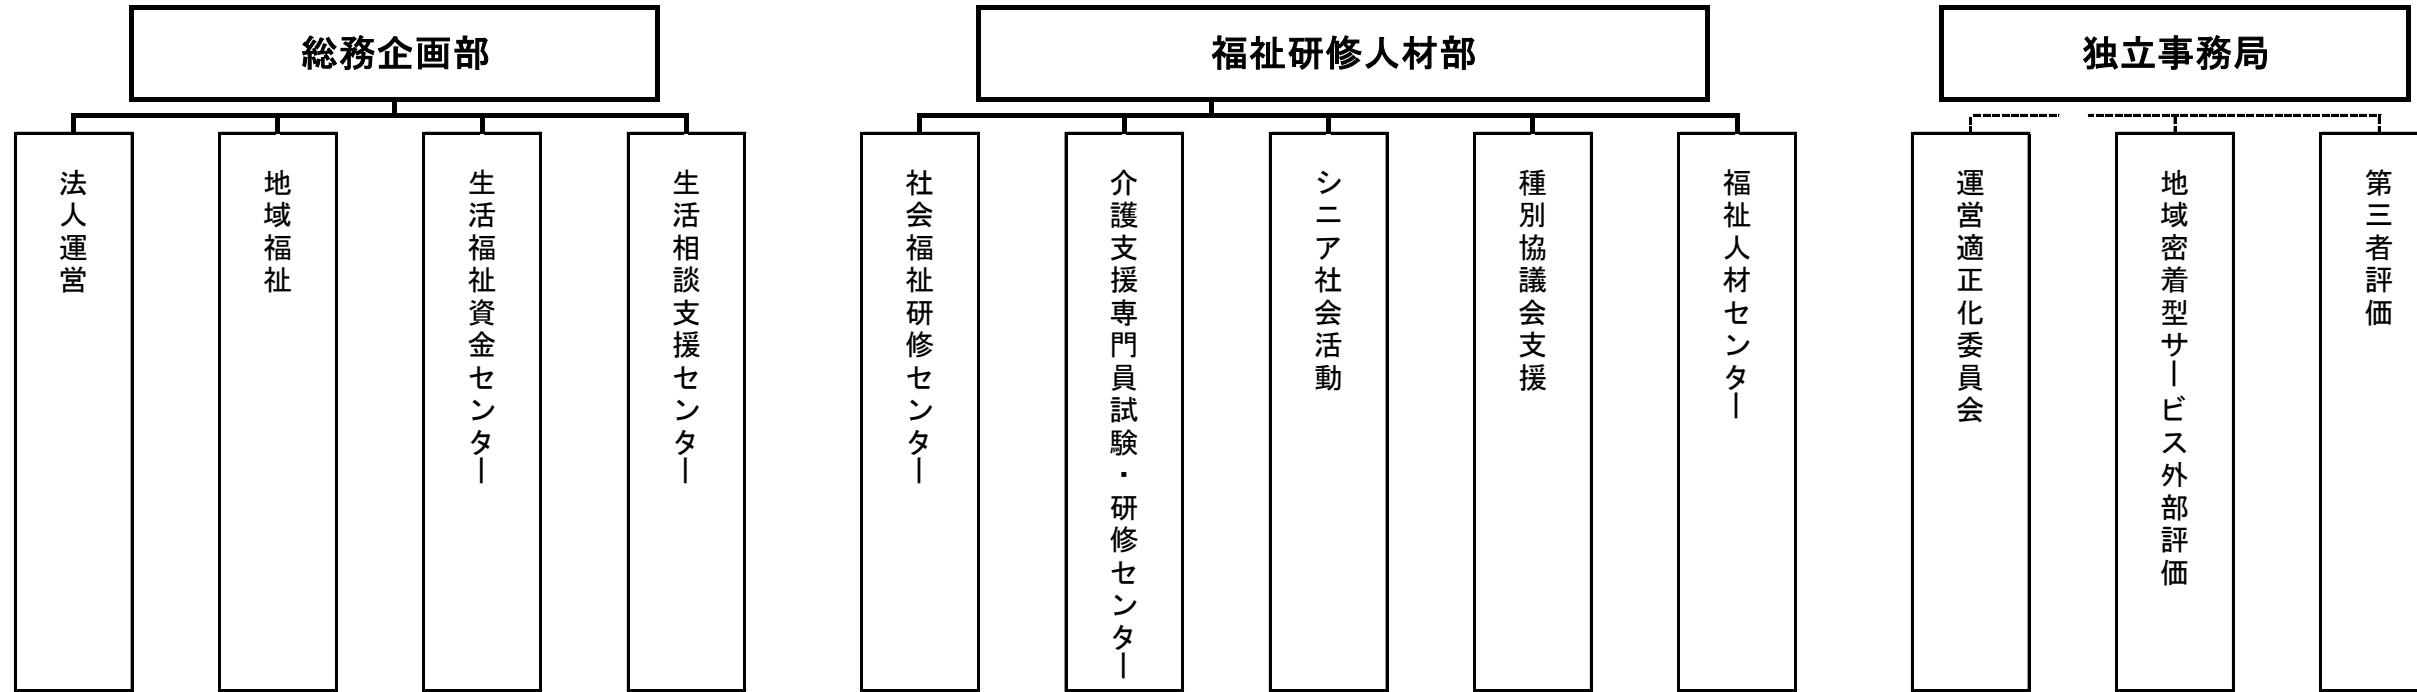 総務企画部
法人運営
地域福祉
生活福祉資金センター
生活相談支援センター
福祉研修人材部
社会福祉研修センター
介護支援専門員試験・研修センター
シニア社会活動
種別協議会支援
福祉人材センター
独立事務局
運営適正化委員会
地域密着型サービス外部評価
第三者評価